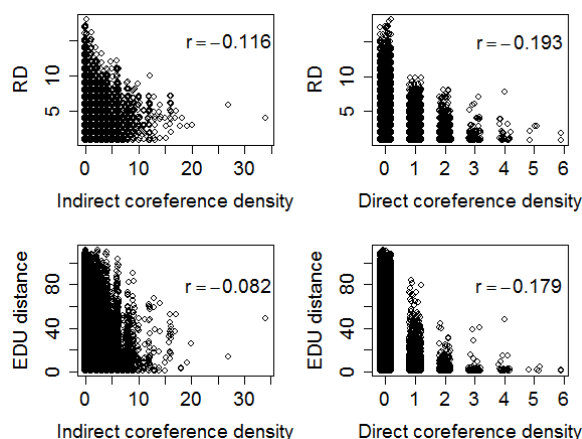 r = −0.116
RD
5 10
0 10 20 30
Indirect coreference density
r = −0.193
RD
5 10
0 1 2 3 4 5 6
Direct coreference density
r = −0.082
EDU distance
0 40 80
0 10 20 30
Indirect coreference density
r = −0.179
EDU distance
0 40 80
0 1 2 3 4 5 6
Direct coreference density